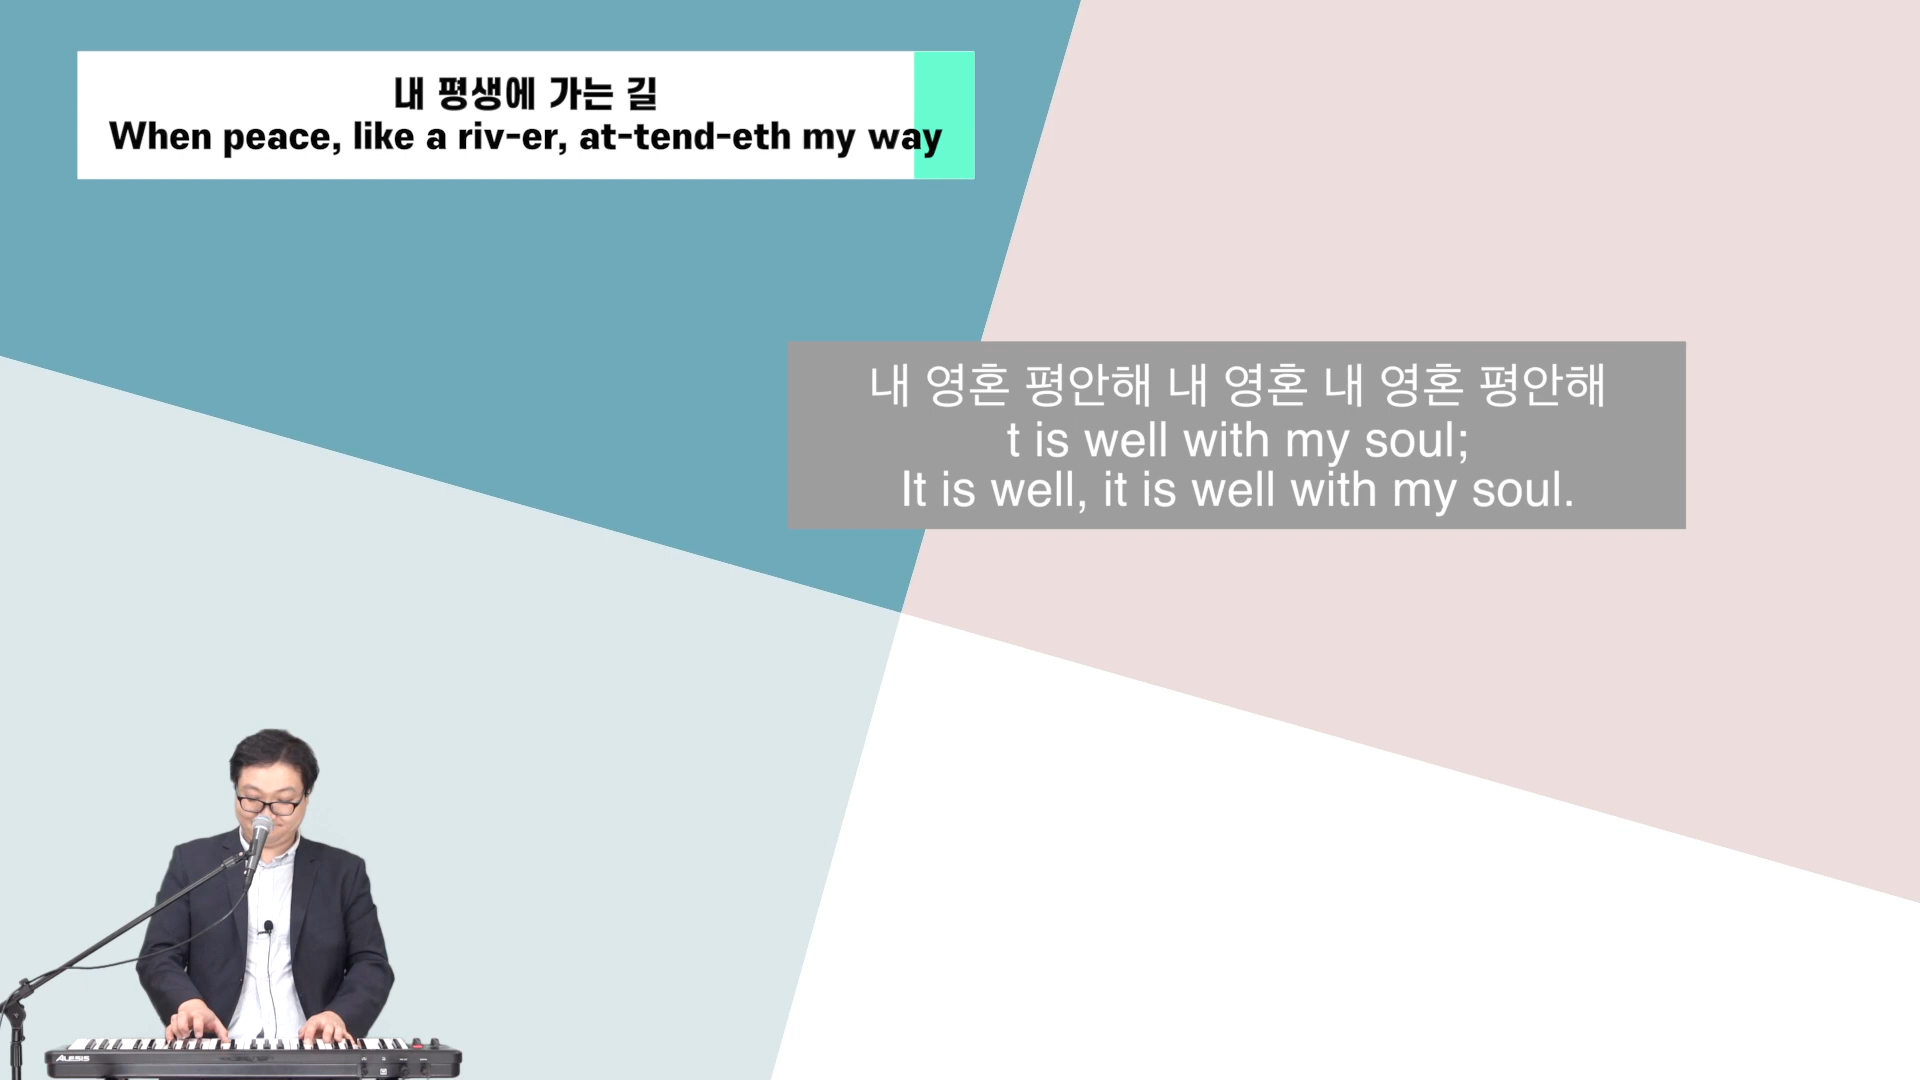 내 평생에 가는 길
When peace, like a riv-er, at-tend-eth my way
내 영혼 평안해 내 영혼 내 영혼 평안해
t is well with my soul;
It is well, it is well with my soul.
ALESIS